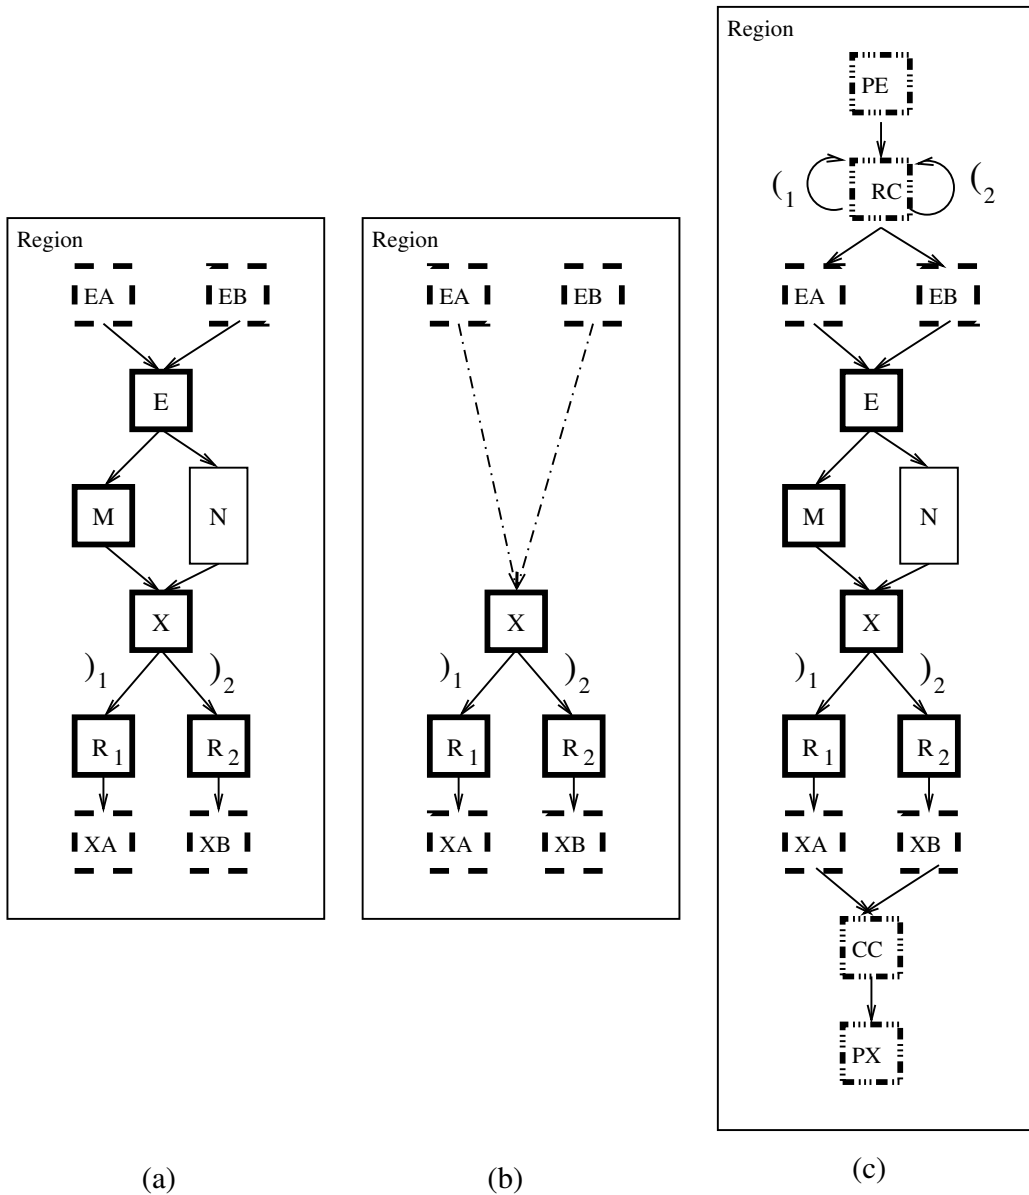 Region
EA EB
E
M N
X
)1 )2
R1 R2
XA XB
(a)
Region
EA EB
X
)1 )2
R1 R2
XA XB
(b)
Region
PE
(1 RC (2
EA EB
E
M N
X
)1 )2
R1 R2
XA XB
CC
PX
(c)